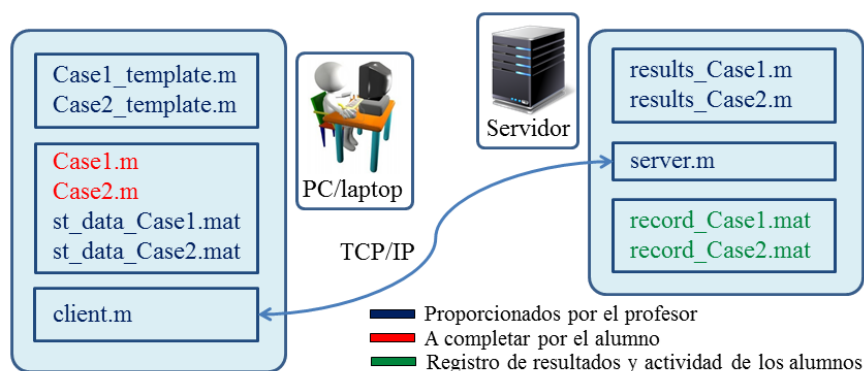 Case1_template.m
Case2_template.m
Case1.m
Case2.m
st_data_Case1.mat
st_data_Case2.mat
client.m
PC/laptop
TCP/IP
Servidor
results_Case1.m
results_Case2.m
server.m
record_Case1.mat
record_Case2.mat
Proporcionados por el profesor
A completar por el alumno
Registro de resultados y actividad de los alumnos